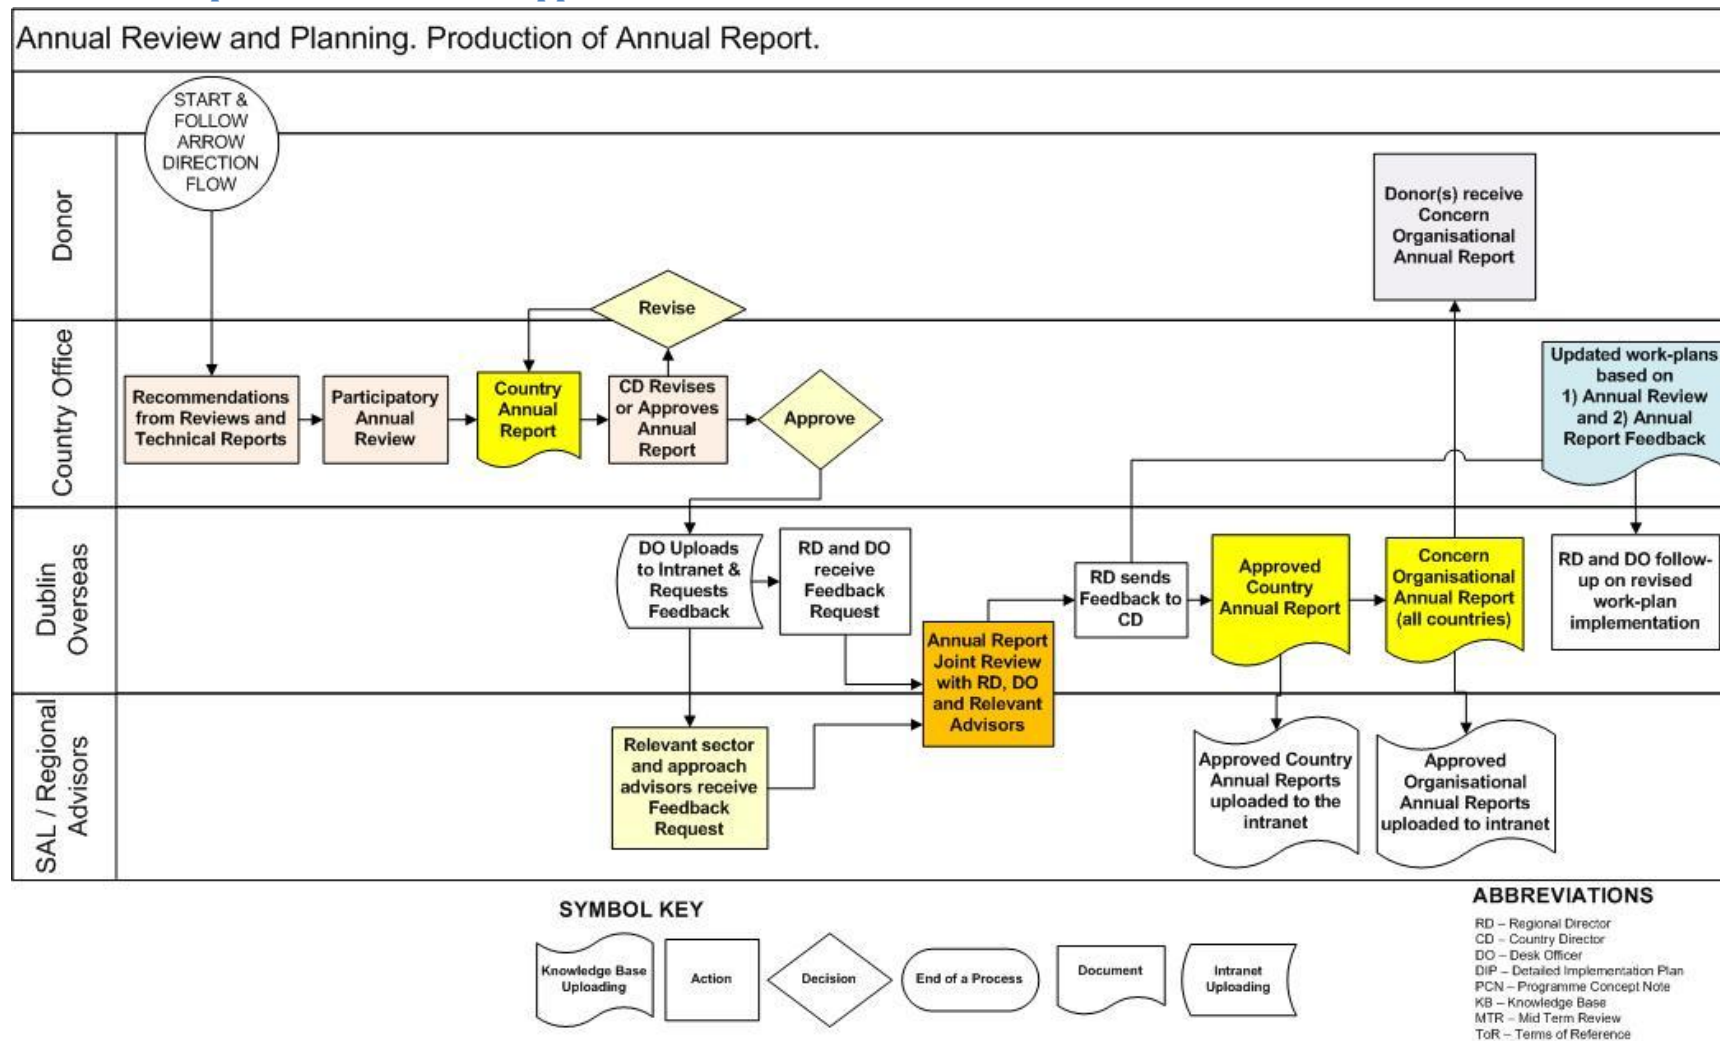 Annual Review and Planning. Production of Annual Report.
START &
FOLLOW
ARROW
DIRECTION
FLOW
Donor
Donor(s) receive
Concern
Organisational
Annual Report
Revise
Country Office
Recommendations
from Reviews and
Technical Reports
Participatory
Annual
Review
Country
Annual
Report
CD Revises
or Approves
Annual
Report
Approve
Updated work-plans
based on
1) Annual Review
and 2) Annual
Report Feedback
Dublin
Overseas
DO Uploads
to Intranet &
Requests
Feedback
RD and DO
receive
Feedback
Request
Annual Report
Joint Review
with RD, DO
and Relevant
Advisors
RD sends
Feedback to
CD
Approved
Country
Annual Report
Concern
Organisational
Annual Report
(all countries)
RD and DO follow-
up on revised
work-plan
implementation
SAL / Regional
Advisors
Relevant sector
and approach
advisors receive
Feedback
Request
Approved Country
Annual Reports
uploaded to the
intranet
Approved
Organisational
Annual Reports
uploaded to intranet
SYMBOL KEY
Knowledge Base
Uploading
Action
Decision
End of a Process
Document
Intranet
Uploading
ABBREVIATIONS
RD – Regional Director
CD – Country Director
DO – Desk Officer
DIP – Detailed Implementation Plan
PCN – Programme Concept Note
KB – Knowledge Base
MTR – Mid Term Review
ToR – Terms of Reference